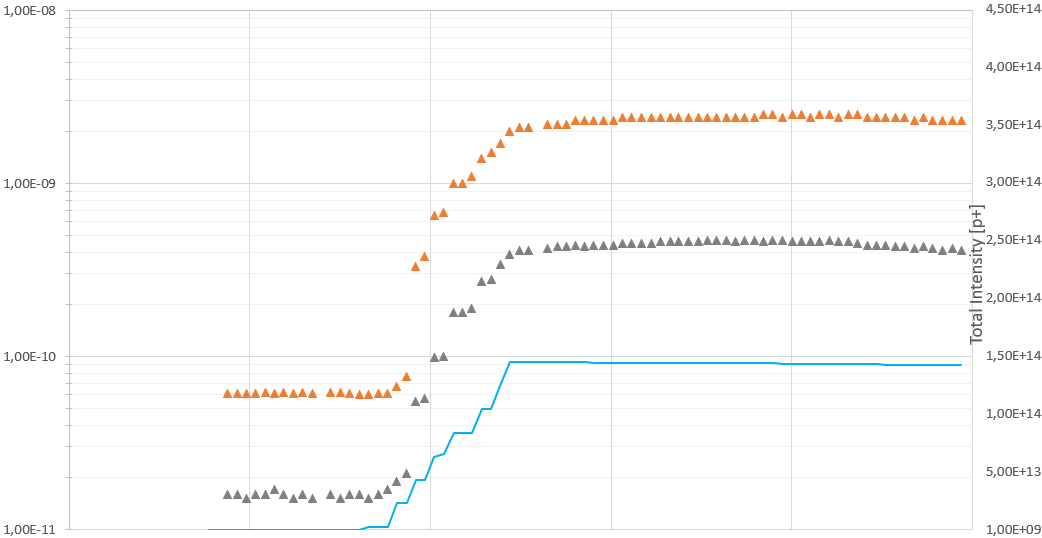 1,00E-08
1,00E-09
1,00E-10
1,00E-11
4,50E+14
4,00E+14
3,50E+14
3,00E+14
2,50E+14
2,00E+14
1,50E+14
1,00E+14
5,00E+13
1,00E+09
Total Intensity [p+]